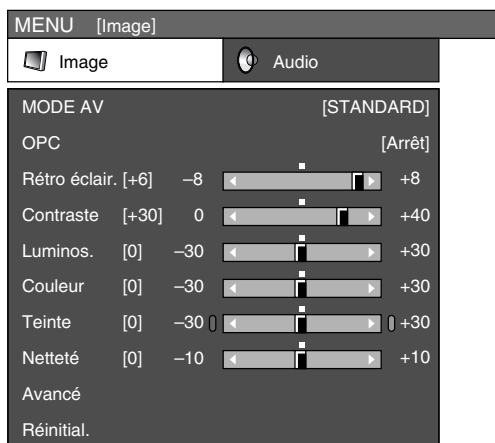 MENU [Image]
Image Audio
MODE AV [STANDARD]
OPC [Arrêt]
Rétro éclair. [+6] –8 +8
Contraste [+30] 0 +40
Luminos. [0] –30 +30
Couleur [0] –30 +30
Teinte [0] –30 +30
Netteté [0] –10 +10
Avancé
Réinitial.